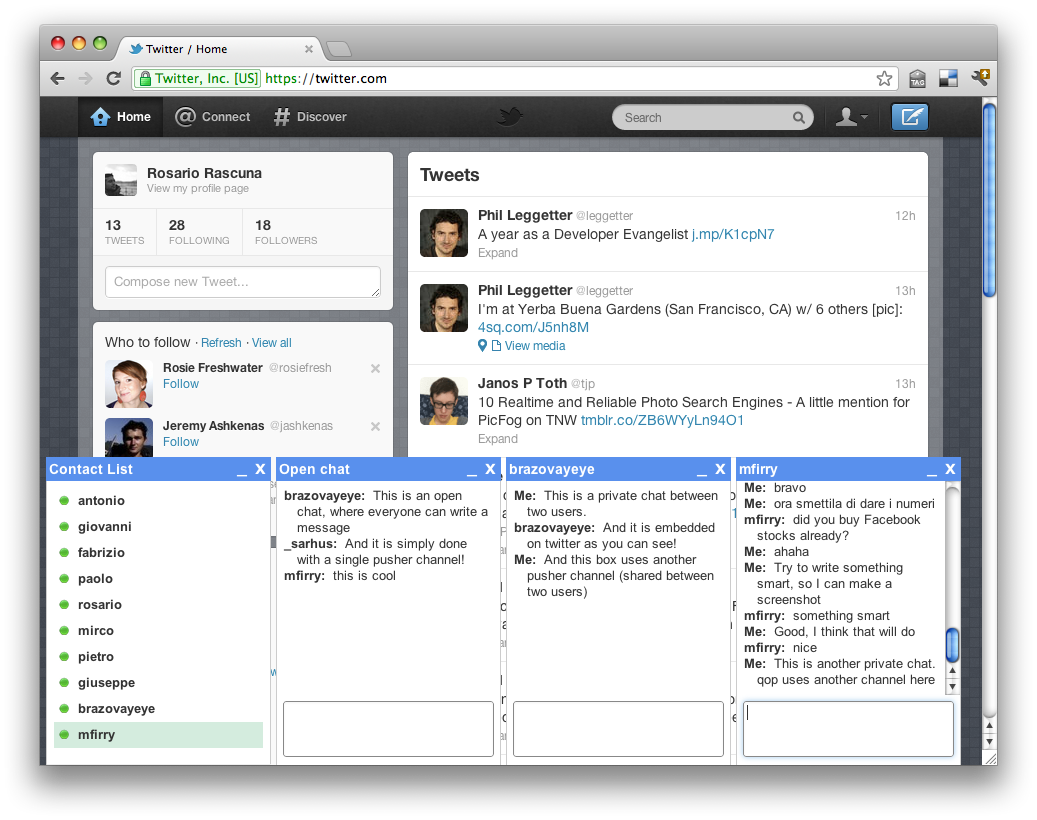 Twitter / Home
Twitter, Inc. [US] https://twitter.com
TAG
Home
@ Connect
# Discover
Search
Rosario Rascuna
View my profile page
13 TWEETS
28 FOLLOWING
18 FOLLOWERS
Compose new Tweet...
Who to follow · Refresh · View all
Rosie Freshwater @rosiefresh
Follow
Jeremy Ashkenas @jashkenas
Follow
Tweets
Phil Leggetter @leggetter 12h
A year as a Developer Evangelist j.mp/K1cpN7
Expand
Phil Leggetter @leggetter 13h
I'm at Yerba Buena Gardens (San Francisco, CA) w/ 6 others [pic]:
4sq.com/J5nh8M
View media
Janos P Toth @tjp 13h
10 Realtime and Reliable Photo Search Engines - A little mention for
PicFog on TNW tmblr.co/ZB6WYyLn94O1
Expand
Contact List _ X
antonio
giovanni
fabrizio
paolo
rosario
mirco
pietro
giuseppe
brazovayeye
mfirry
Open chat _ X
brazovayeye: This is an open
chat, where everyone can write a
message
_sarhus: And it is simply done
with a single pusher channel!
mfirry: this is cool
brazovayeye _ X
Me: This is a private chat between
two users.
brazovayeye: And it is embedded
on twitter as you can see!
Me: And this box uses another
pusher channel (shared between
two users)
mfirry _ X
Me: bravo
Me: ora smettila di dare i numeri
mfirry: did you buy Facebook
stocks already?
Me: ahaha
Me: Try to write something
smart, so I can make a
screenshot
mfirry: something smart
Me: Good, I think that will do
mfirry: nice
Me: This is another private chat.
qop uses another channel here